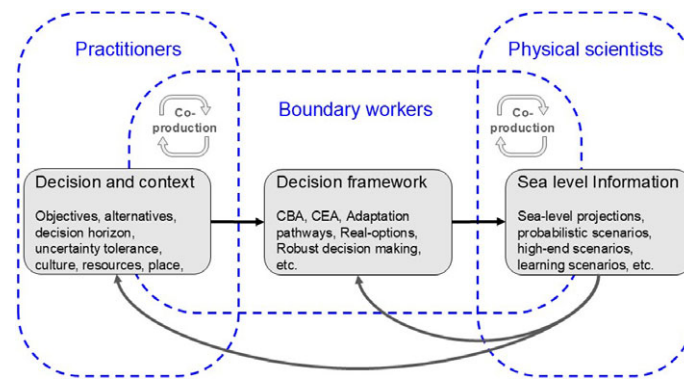 Practitioners
Physical scientists
Boundary workers
Co-
production
Co-
production
Decision and context
Objectives, alternatives,
decision horizon,
uncertainty tolerance,
culture, resources, place,
Decision framework
CBA, CEA, Adaptation
pathways, Real-options,
Robust decision making,
etc.
Sea level Information
Sea-level projections,
probabilistic scenarios,
high-end scenarios,
learning scenarios, etc.